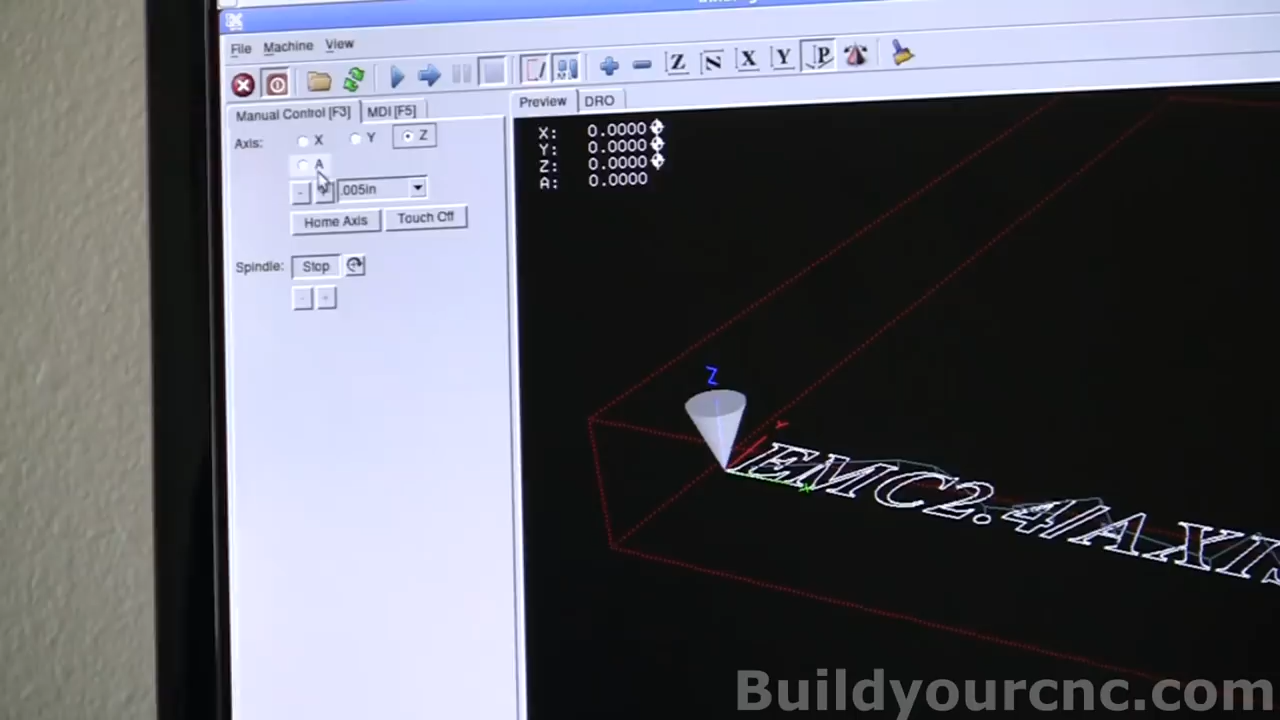 File Machine View
Z N X Y P
Manual Control [F3] MDI [F5]
Preview DRO
Axis: X Y Z
A
- + .005in
Home Axis Touch Off
Spindle: Stop
- +
X: 0.0000
Y: 0.0000
Z: 0.0000
A: 0.0000
Z
Y
X
EMC2.4/AXIS
Buildyourcnc.com